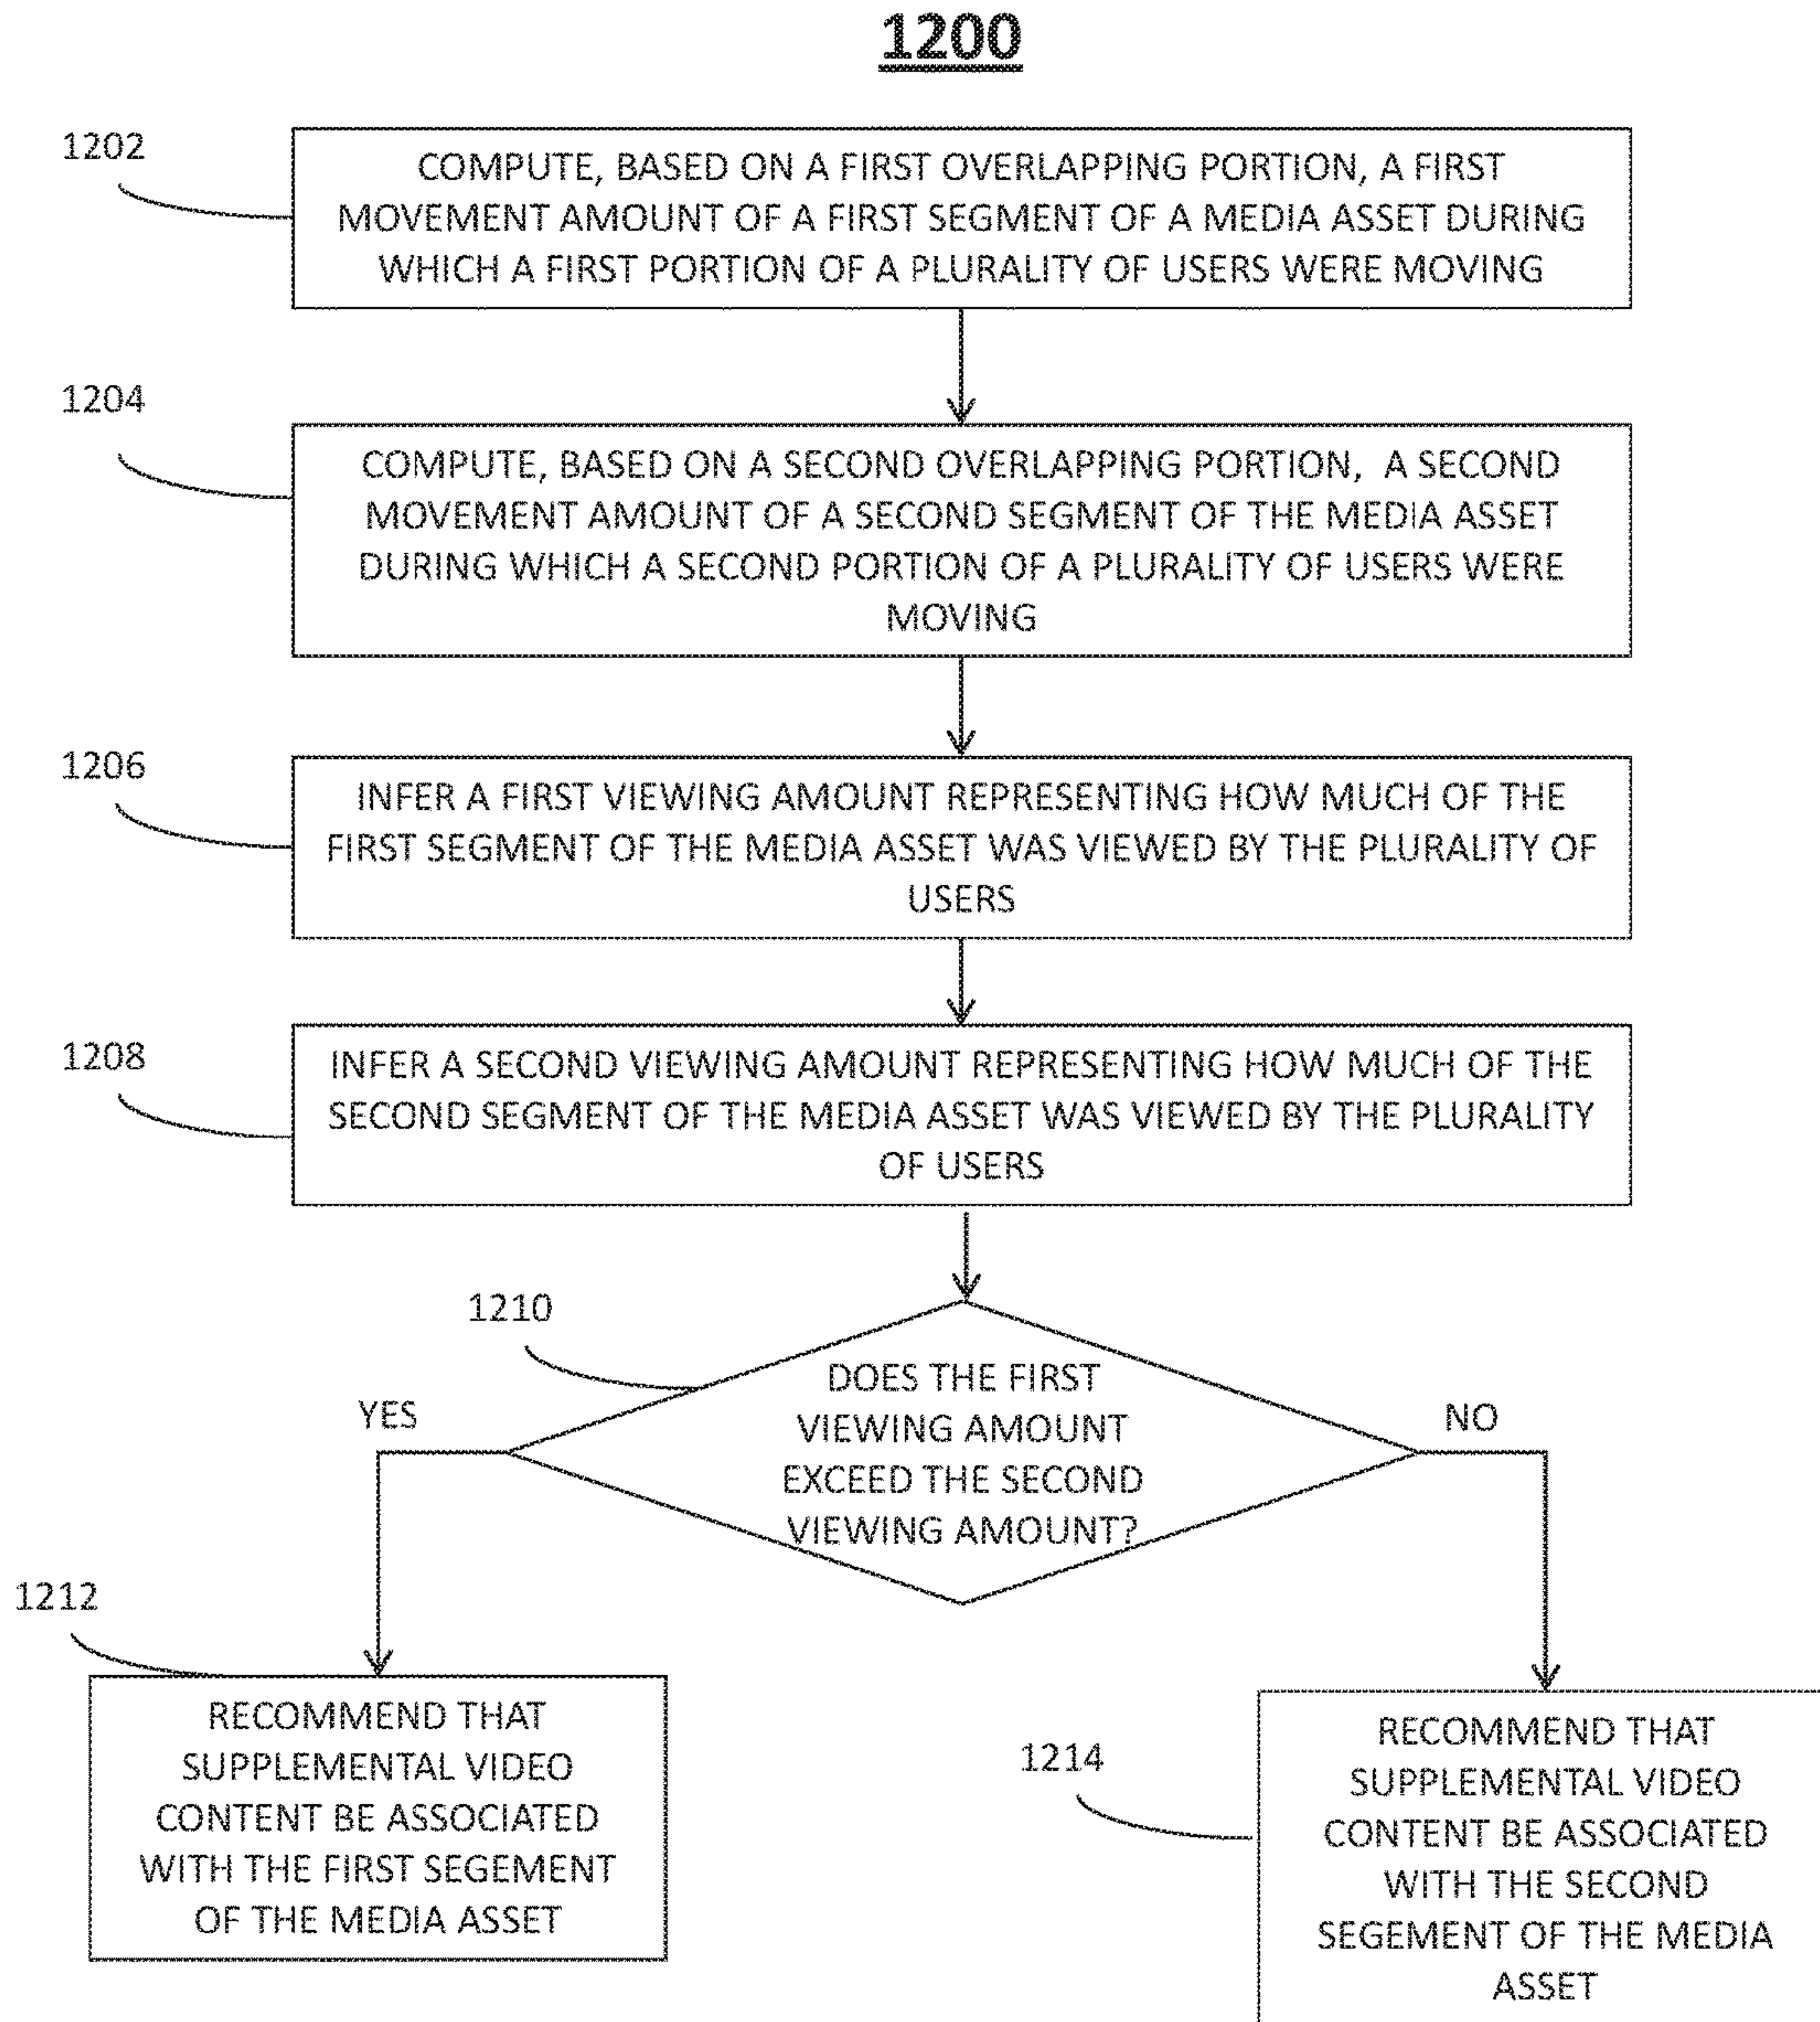 1200
1202
COMPUTE, BASED ON A FIRST OVERLAPPING PORTION, A FIRST
MOVEMENT AMOUNT OF A FIRST SEGMENT OF A MEDIA ASSET DURING
WHICH A FIRST PORTION OF A PLURALITY OF USERS WERE MOVING
1204
COMPUTE, BASED ON A SECOND OVERLAPPING PORTION, A SECOND
MOVEMENT AMOUNT OF A SECOND SEGMENT OF THE MEDIA ASSET
DURING WHICH A SECOND PORTION OF A PLURALITY OF USERS WERE
MOVING
1206
INFER A FIRST VIEWING AMOUNT REPRESENTING HOW MUCH OF THE
FIRST SEGMENT OF THE MEDIA ASSET WAS VIEWED BY THE PLURALITY OF
USERS
1208
INFER A SECOND VIEWING AMOUNT REPRESENTING HOW MUCH OF THE
SECOND SEGMENT OF THE MEDIA ASSET WAS VIEWED BY THE PLURALITY
OF USERS
1210
DOES THE FIRST
VIEWING AMOUNT
EXCEED THE SECOND
VIEWING AMOUNT?
YES
NO
1212
RECOMMEND THAT
SUPPLEMENTAL VIDEO
CONTENT BE ASSOCIATED
WITH THE FIRST SEGEMENT
OF THE MEDIA ASSET
1214
RECOMMEND THAT
SUPPLEMENTAL VIDEO
CONTENT BE ASSOCIATED
WITH THE SECOND
SEGEMENT OF THE MEDIA
ASSET